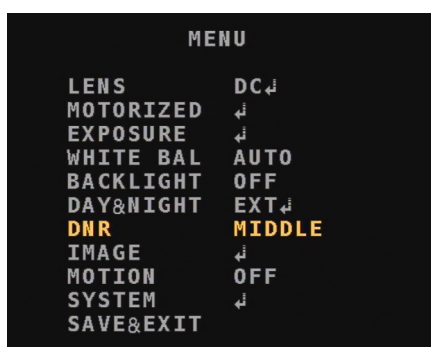 MENU
LENS DC↲
MOTORIZED ↲
EXPOSURE ↲
WHITE BAL AUTO
BACKLIGHT OFF
DAY&NIGHT EXT↲
DNR MIDDLE
IMAGE ↲
MOTION OFF
SYSTEM ↲
SAVE&EXIT